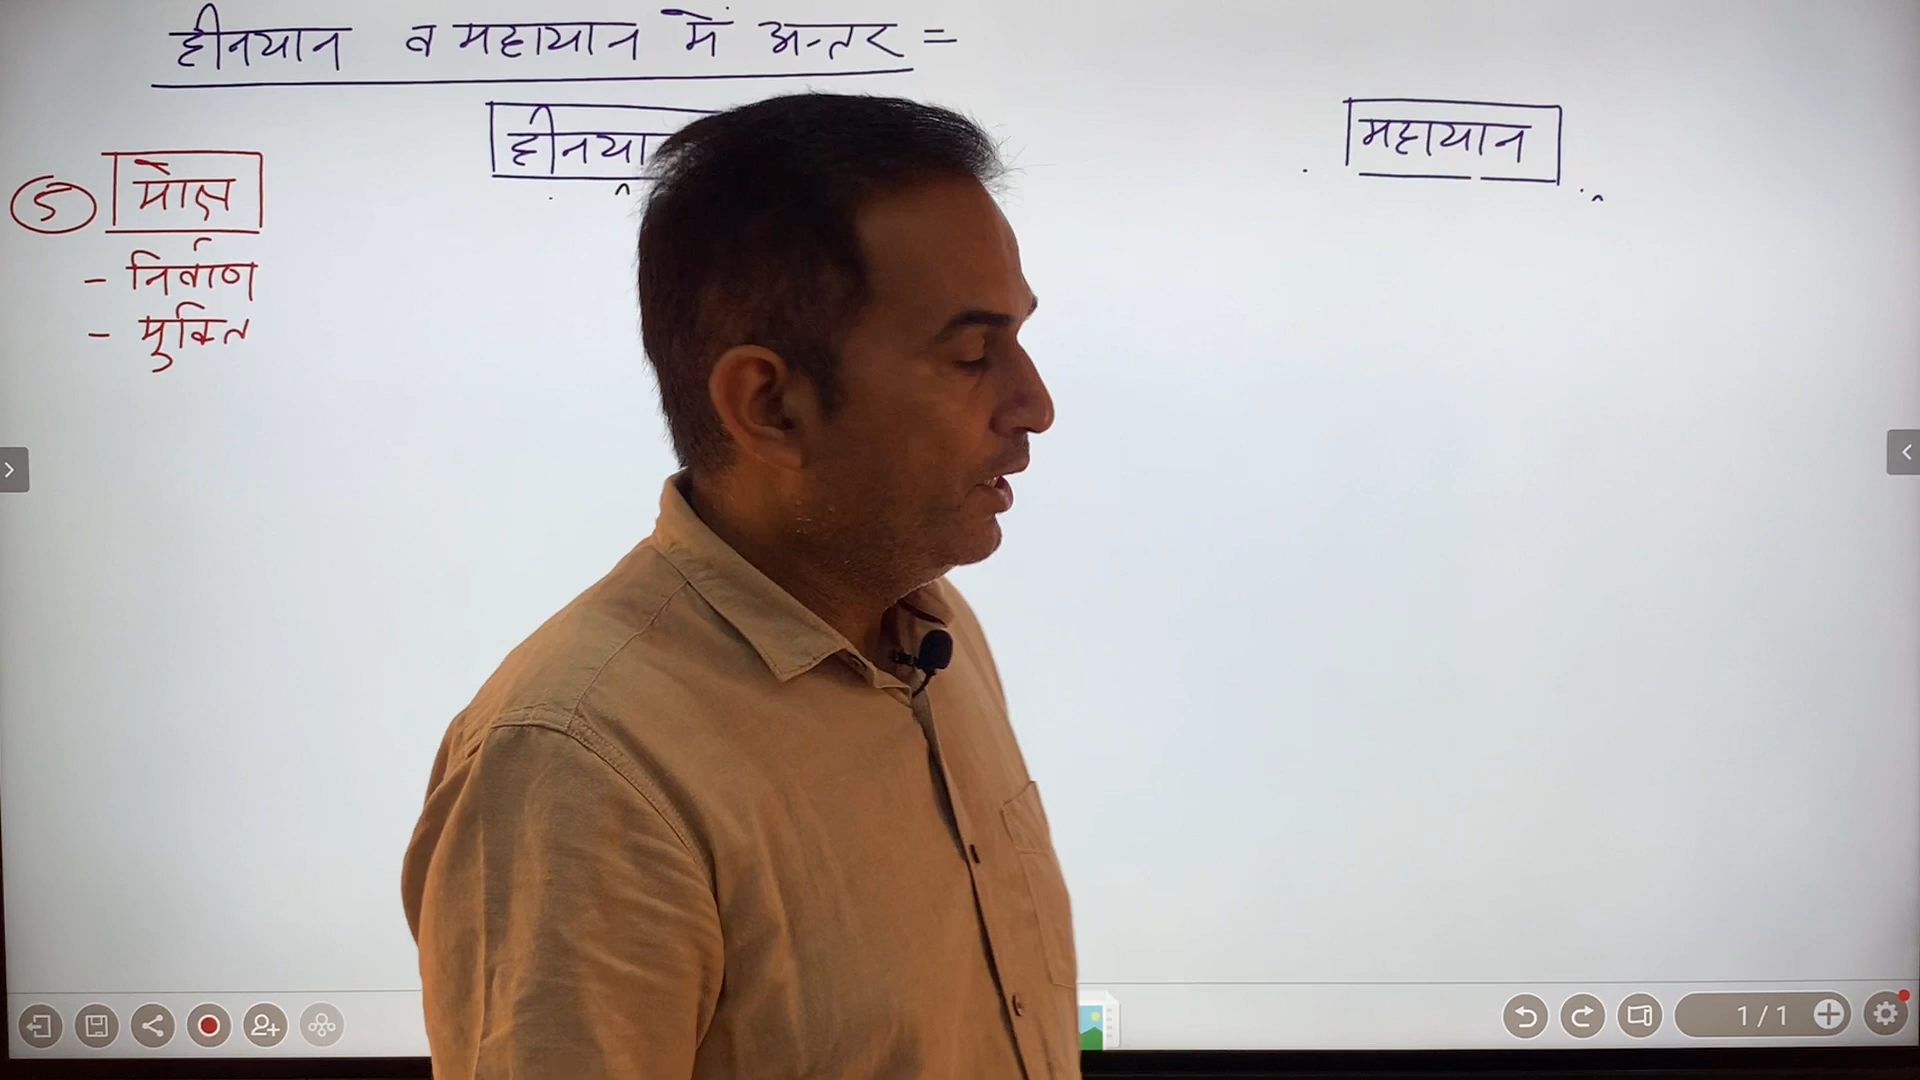 हीनयान व महायान में अन्तर =
महायान
5 मोक्ष
- निर्वाण
- मुक्ति
1/1